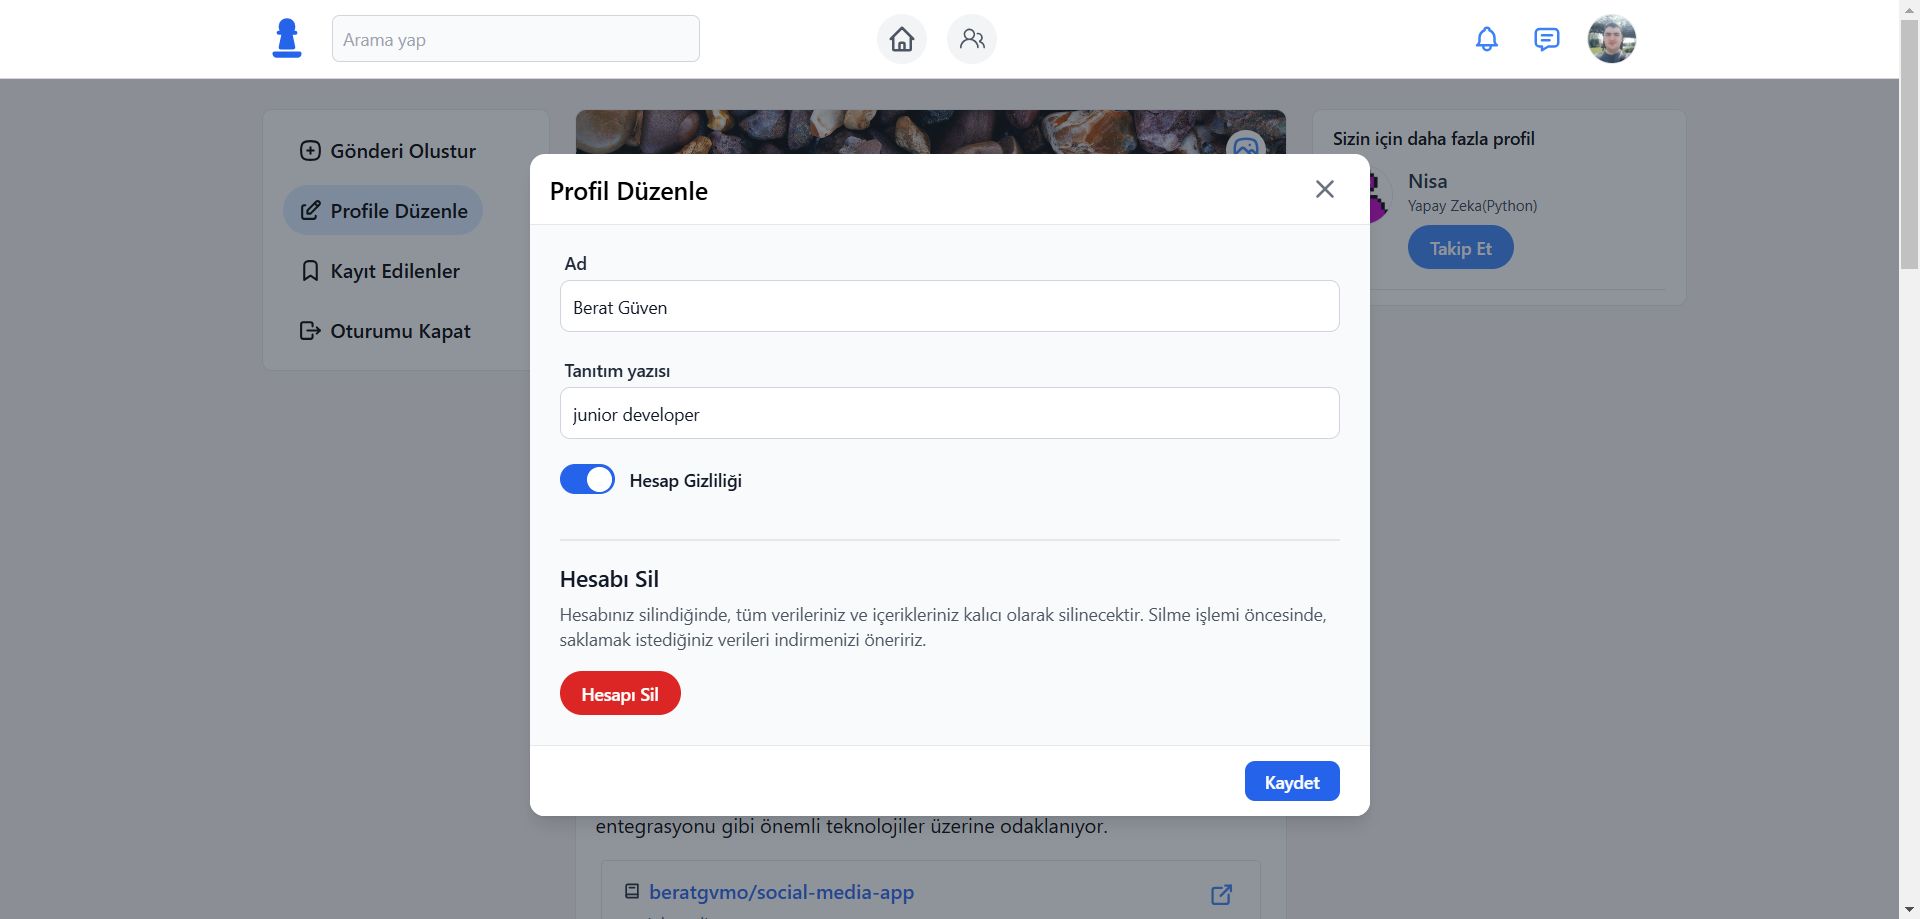 Arama yap
Gönderi Olustur
Profile Düzenle
Kayıt Edilenler
Oturumu Kapat
Sizin için daha fazla profil
Nisa
Yapay Zeka(Python)
Takip Et
Profil Düzenle
Ad
Berat Güven
Tanıtım yazısı
junior developer
Hesap Gizliliği
Hesabı Sil
Hesabınız silindiğinde, tüm verileriniz ve içerikleriniz kalıcı olarak silinecektir. Silme işlemi öncesinde,
saklamak istediğiniz verileri indirmenizi öneririz.
Hesapı Sil
Kaydet
entegrasyonu gibi önemli teknolojiler üzerine odaklanıyor.
beratgvmo/social-media-app